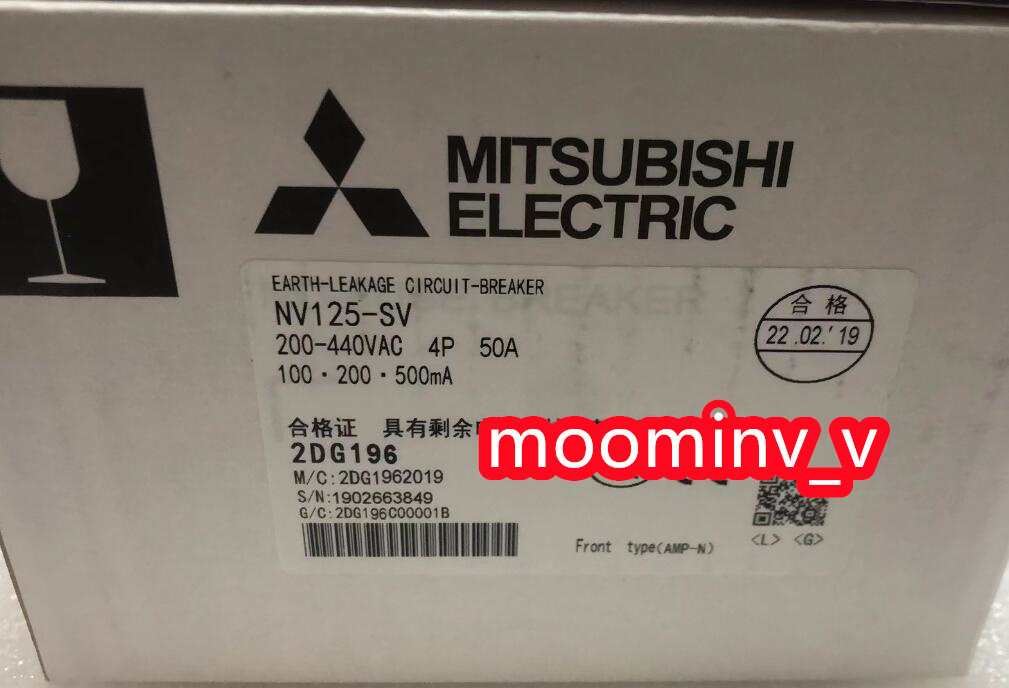 MITSUBISHI
ELECTRIC
EARTH-LEAKAGE CIRCUIT-BREAKER
NV125-SV
200-440VAC 4P 50A
100・200・500mA
合格
22.02.'19
合格证 具有剩余
moominv_v
2DG196
M/C:2DG1962019
S/N:1902663849
G/C:2DG196C00001B
Front type(AMP-N)
<L> <G>